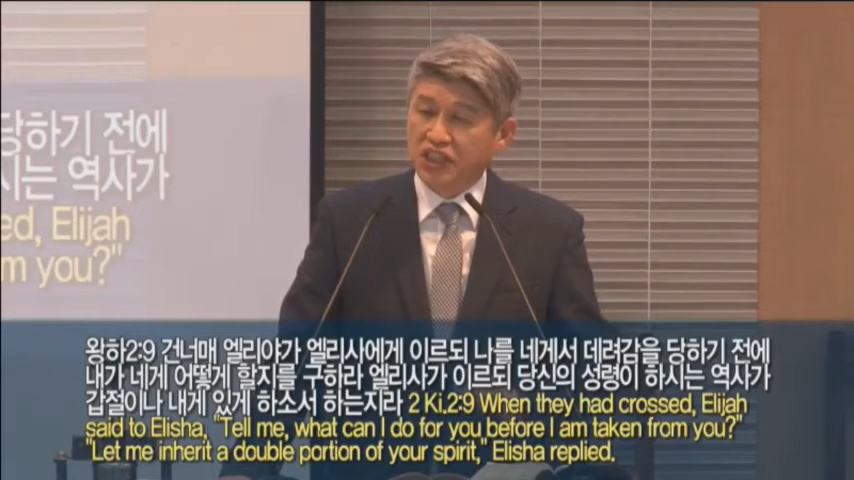 당하기 전에
시는 역사가
ed, Elijah
om you?"
왕하2:9 건너매 엘리야가 엘리사에게 이르되 나를 네게서 데려감을 당하기 전에
내가 네게 어떻게 할지를 구하라 엘리사가 이르되 당신의 성령이 하시는 역사가
갑절이나 내게 있게 하소서 하는지라 2 Ki.2:9 When they had crossed, Elijah
said to Elisha, "Tell me, what can I do for you before I am taken from you?"
"Let me inherit a double portion of your spirit," Elisha replied.